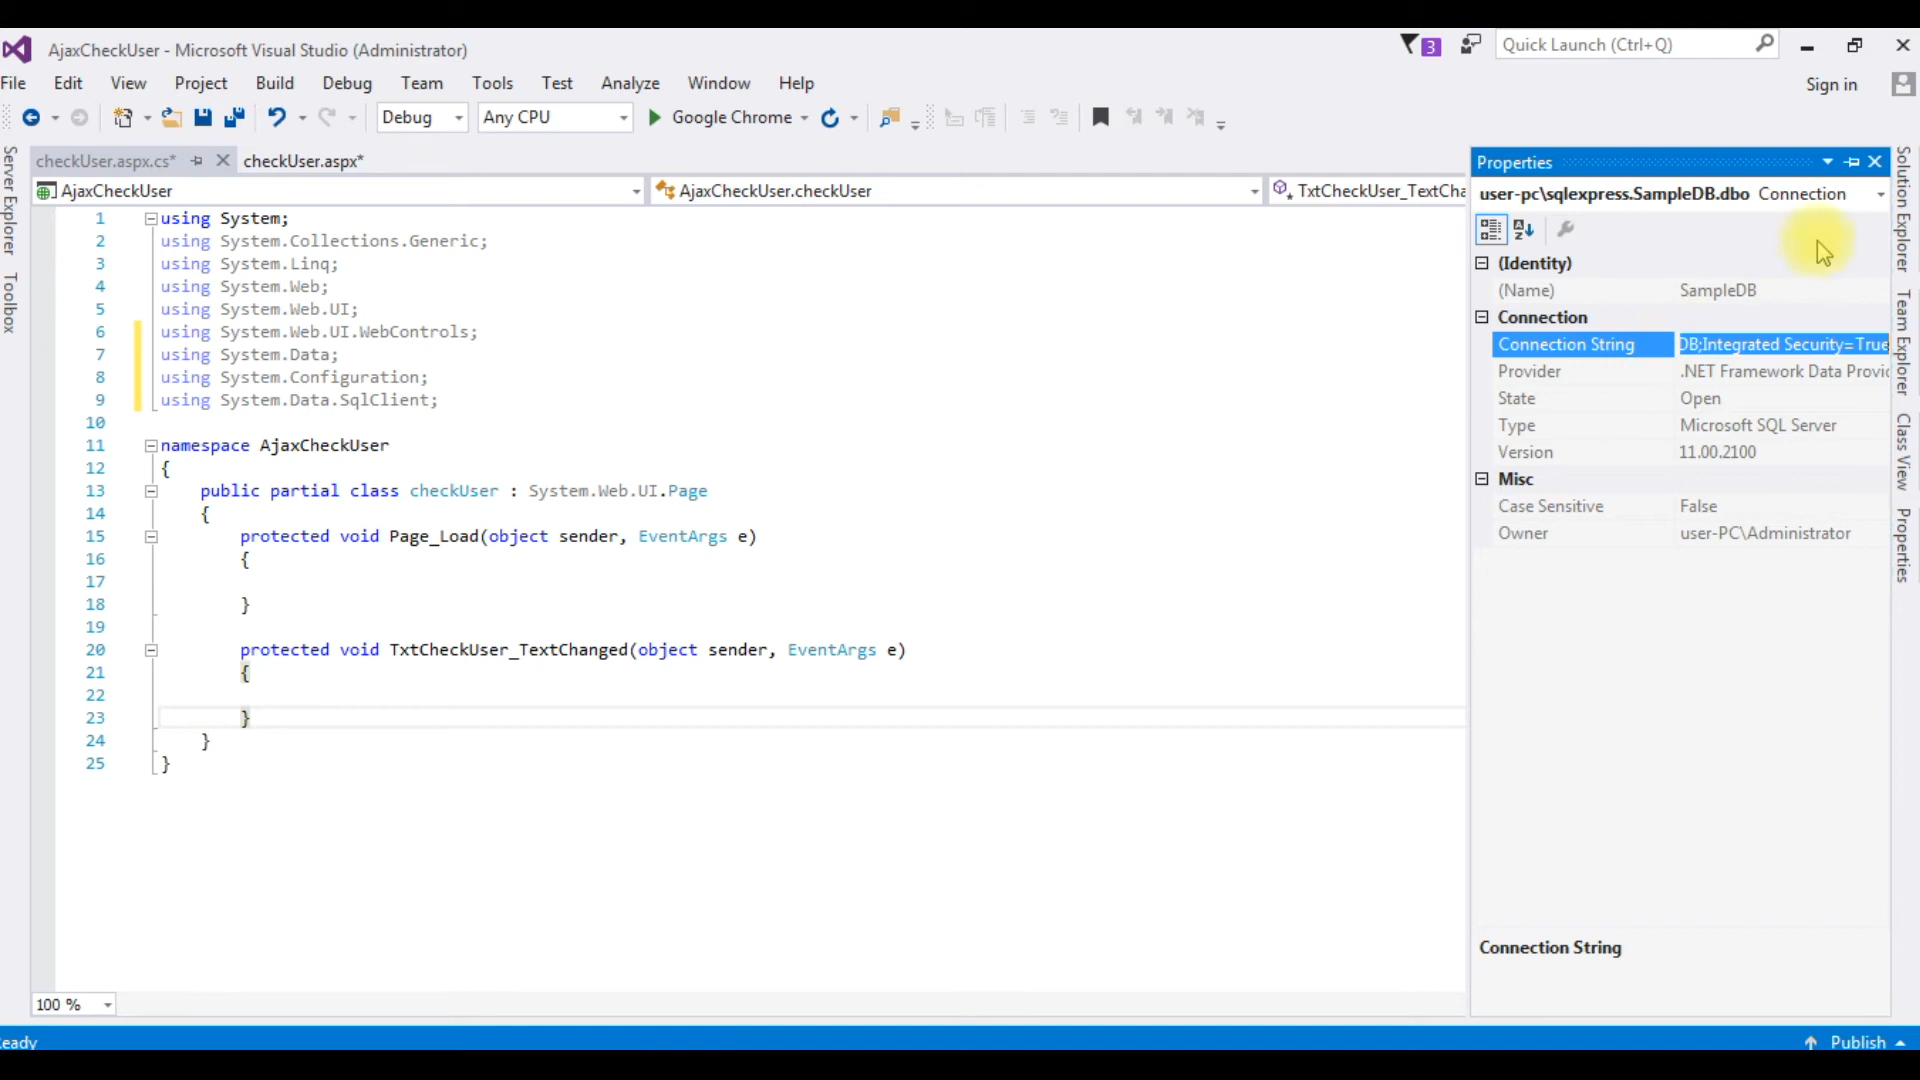 AjaxCheckUser - Microsoft Visual Studio (Administrator)
3
Quick Launch (Ctrl+Q)
File Edit View Project Build Debug Team Tools Test Analyze Window Help
Sign in
Debug Any CPU Google Chrome
Server Explorer
Toolbox
checkUser.aspx.cs* checkUser.aspx*
AjaxCheckUser AjaxCheckUser.checkUser TxtCheckUser_TextCha
1 using System;
2 using System.Collections.Generic;
3 using System.Linq;
4 using System.Web;
5 using System.Web.UI;
6 using System.Web.UI.WebControls;
7 using System.Data;
8 using System.Configuration;
9 using System.Data.SqlClient;
10
11 namespace AjaxCheckUser
12 {
13 public partial class checkUser : System.Web.UI.Page
14 {
15 protected void Page_Load(object sender, EventArgs e)
16 {
17
18 }
19
20 protected void TxtCheckUser_TextChanged(object sender, EventArgs e)
21 {
22
23 }
24 }
25 }
100 %
Properties
user-pc\sqlexpress.SampleDB.dbo Connection
(Identity)
(Name) SampleDB
Connection
Connection String DB;Integrated Security=True
Provider .NET Framework Data Provid
State Open
Type Microsoft SQL Server
Version 11.00.2100
Misc
Case Sensitive False
Owner user-PC\Administrator
Connection String
Solution Explorer
Team Explorer
Class View
Properties
eady
Publish